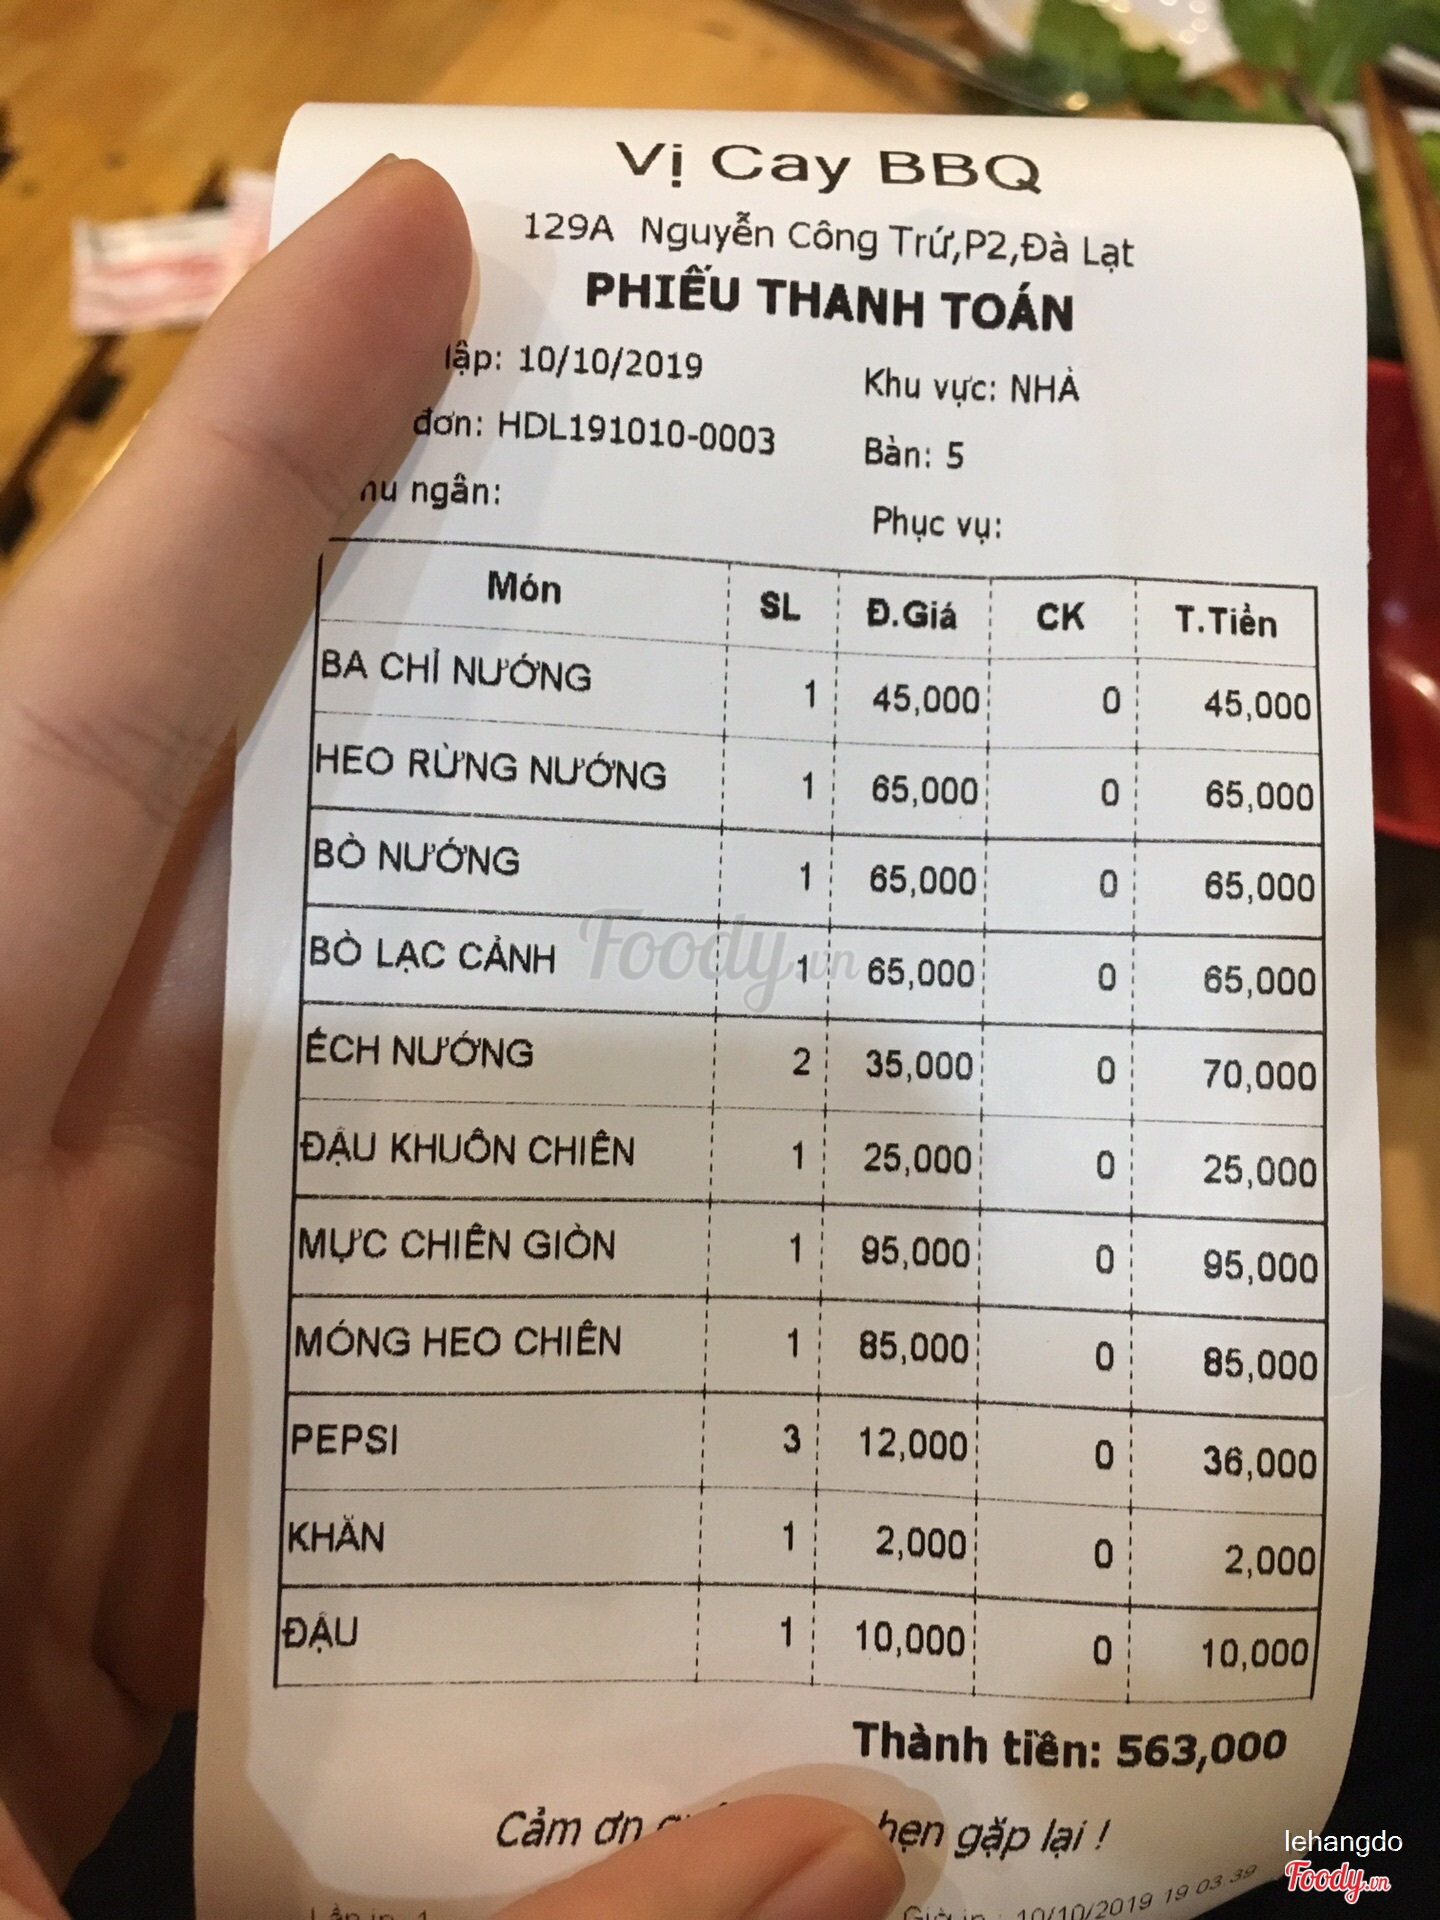 Vị Cay BBQ
129A Nguyễn Công Trứ,P2,Đà Lạt
PHIẾU THANH TOÁN
lập: 10/10/2019 Khu vực: NHÀ
đơn: HDL191010-0003 Bàn: 5
ngân: Phục vụ:
Món SL Đ.Giá CK T.Tiền
BA CHỈ NƯỚNG 1 45,000 0 45,000
HEO RỪNG NƯỚNG 1 65,000 0 65,000
BÒ NƯỚNG 1 65,000 0 65,000
BÒ LẠC CẢNH 1 65,000 0 65,000
ẾCH NƯỚNG 2 35,000 0 70,000
ĐẬU KHUÔN CHIÊN 1 25,000 0 25,000
MỰC CHIÊN GIÒN 1 95,000 0 95,000
MÓNG HEO CHIÊN 1 85,000 0 85,000
PEPSI 3 12,000 0 36,000
KHĂN 1 2,000 0 2,000
ĐẬU 1 10,000 0 10,000
Thành tiền: 563,000
Cảm ơn hẹn gặp lại !
10/10/2019 19 03 39
Foody.vn
lehangdo
Foody.vn